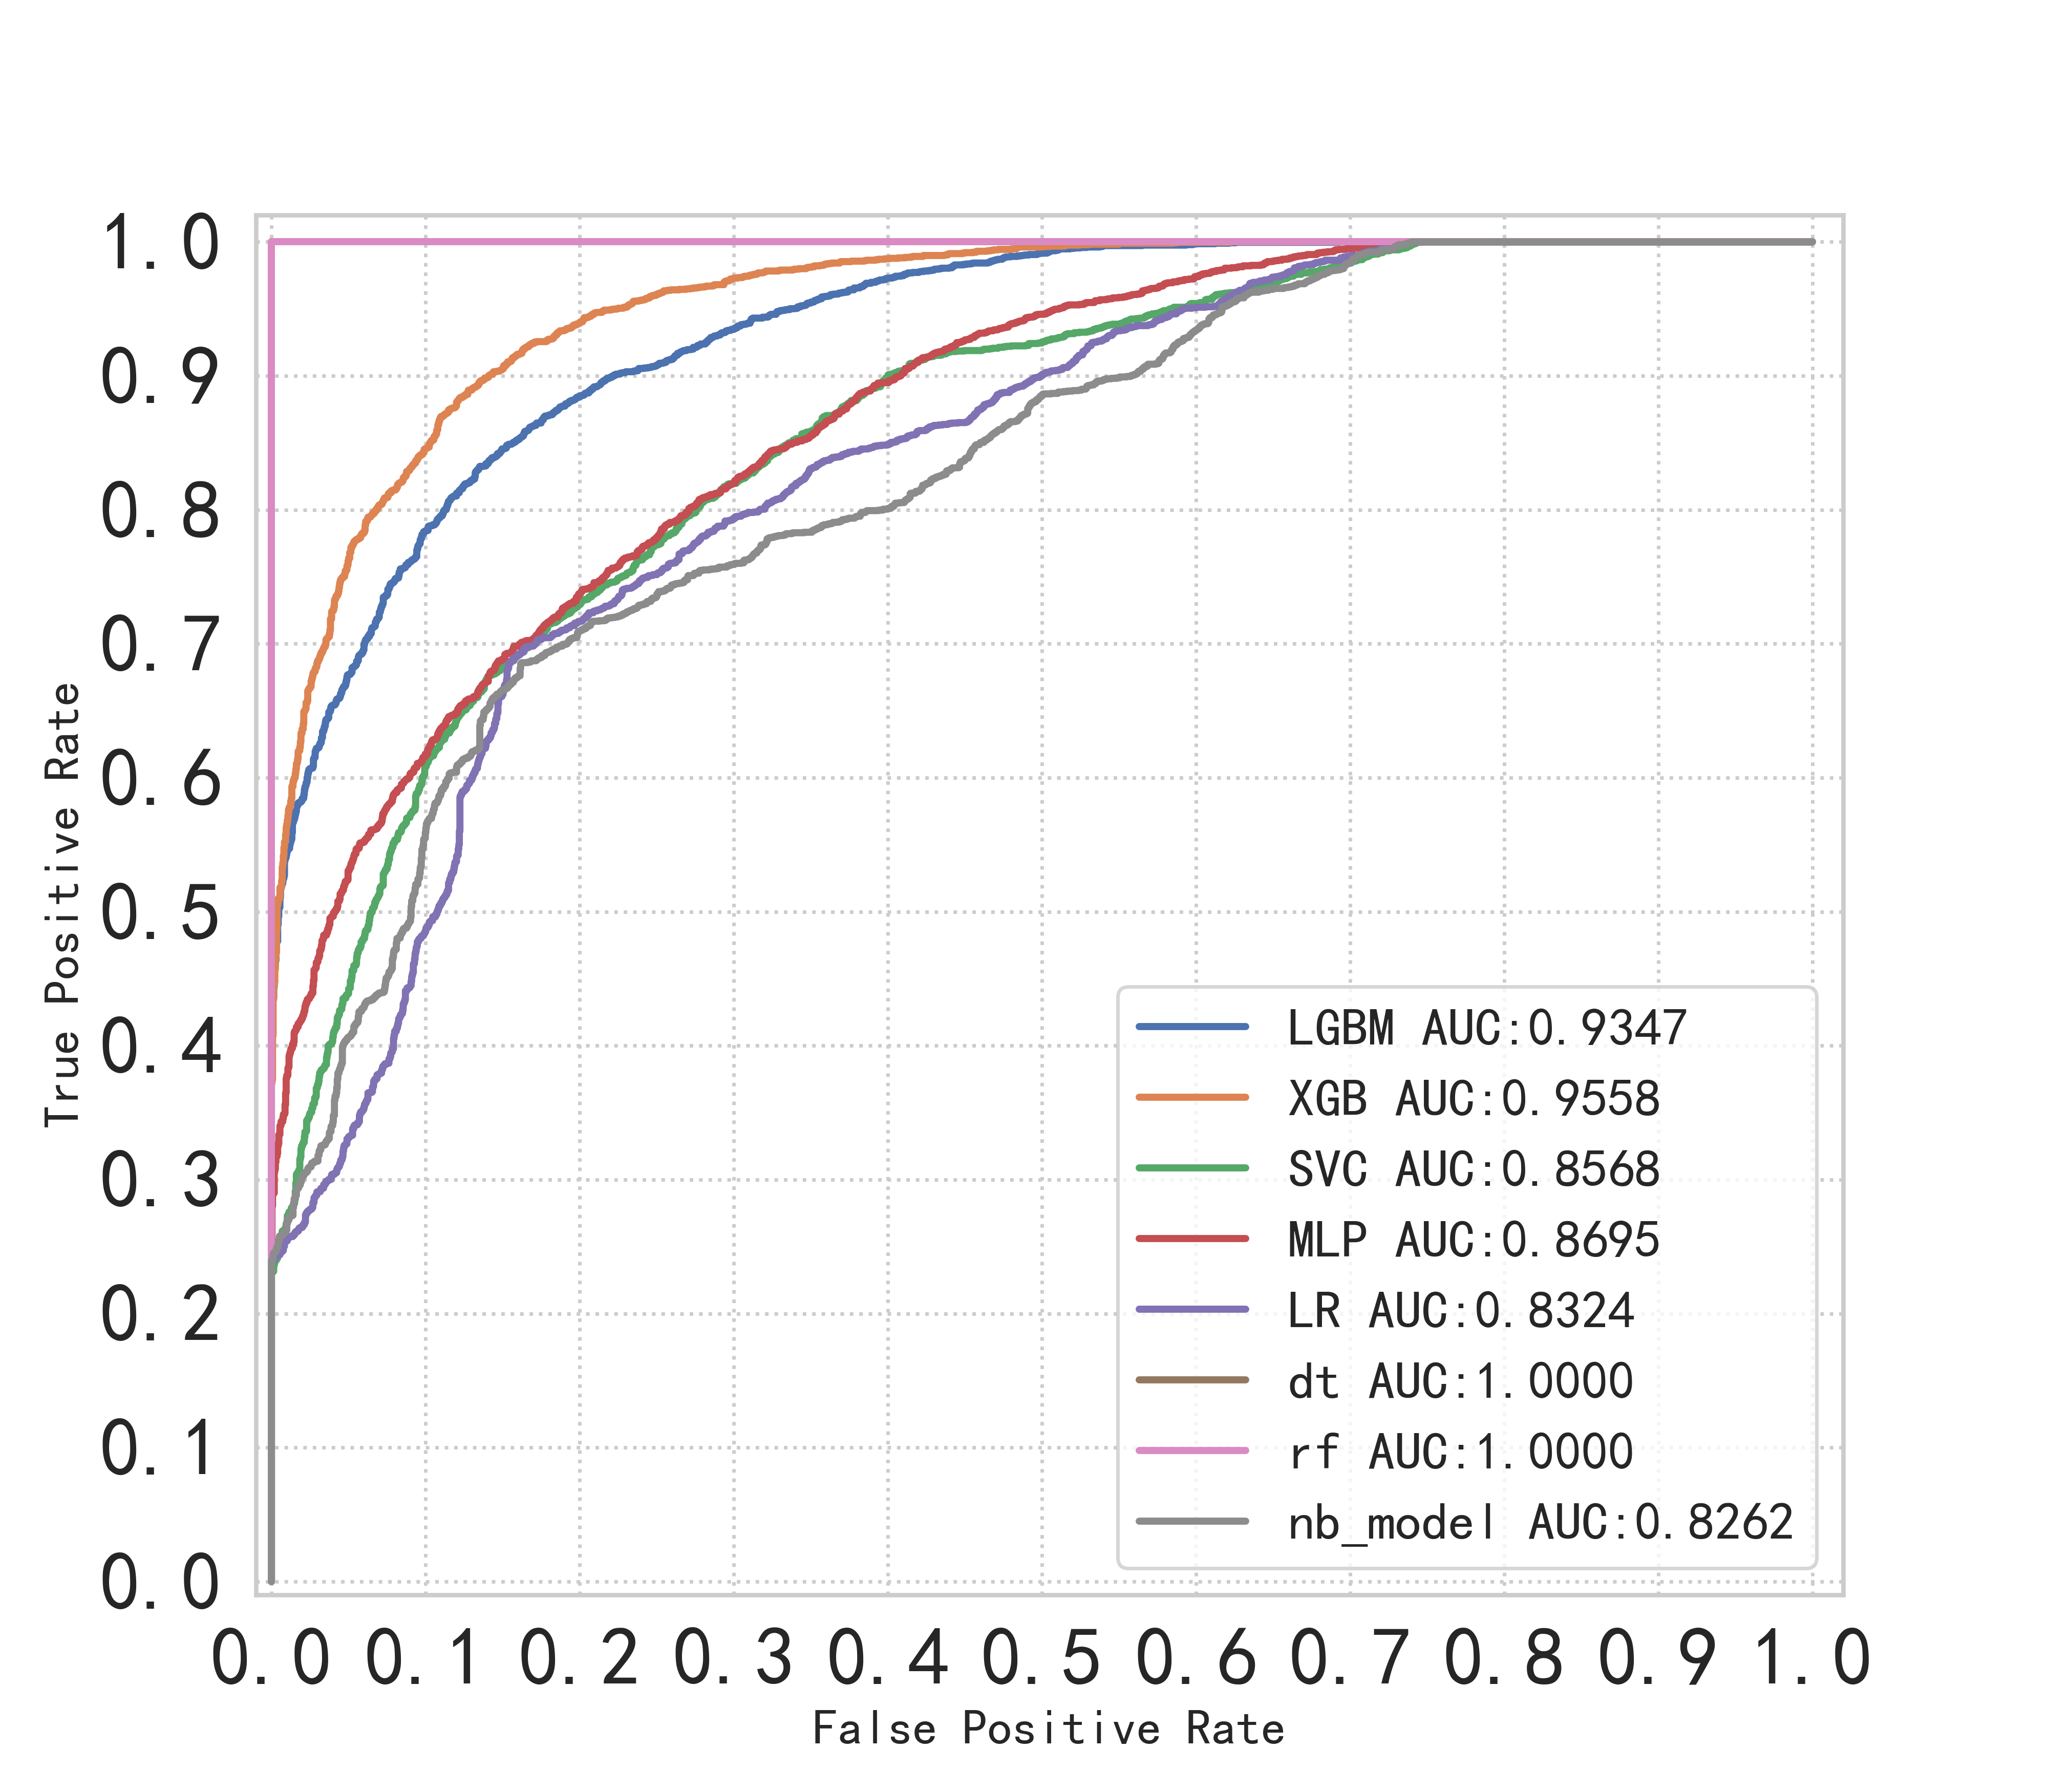 1.0
0.9
0.8
0.7
0.6
0.5
0.4
0.3
0.2
0.1
0.0
True Positive Rate
LGBM AUC:0.9347
XGB AUC:0.9558
SVC AUC:0.8568
MLP AUC:0.8695
LR AUC:0.8324
dt AUC:1.0000
rf AUC:1.0000
nb_model AUC:0.8262
0.0 0.1 0.2 0.3 0.4 0.5 0.6 0.7 0.8 0.9 1.0
False Positive Rate